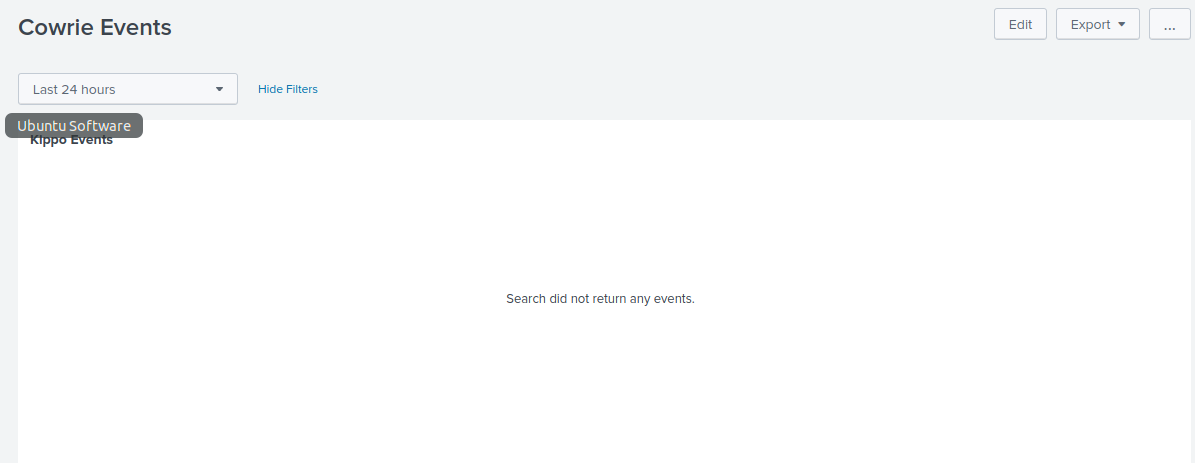 Cowrie Events
Edit
Export
...
Last 24 hours
Hide Filters
Ubuntu Software
Kippo Events
Search did not return any events.